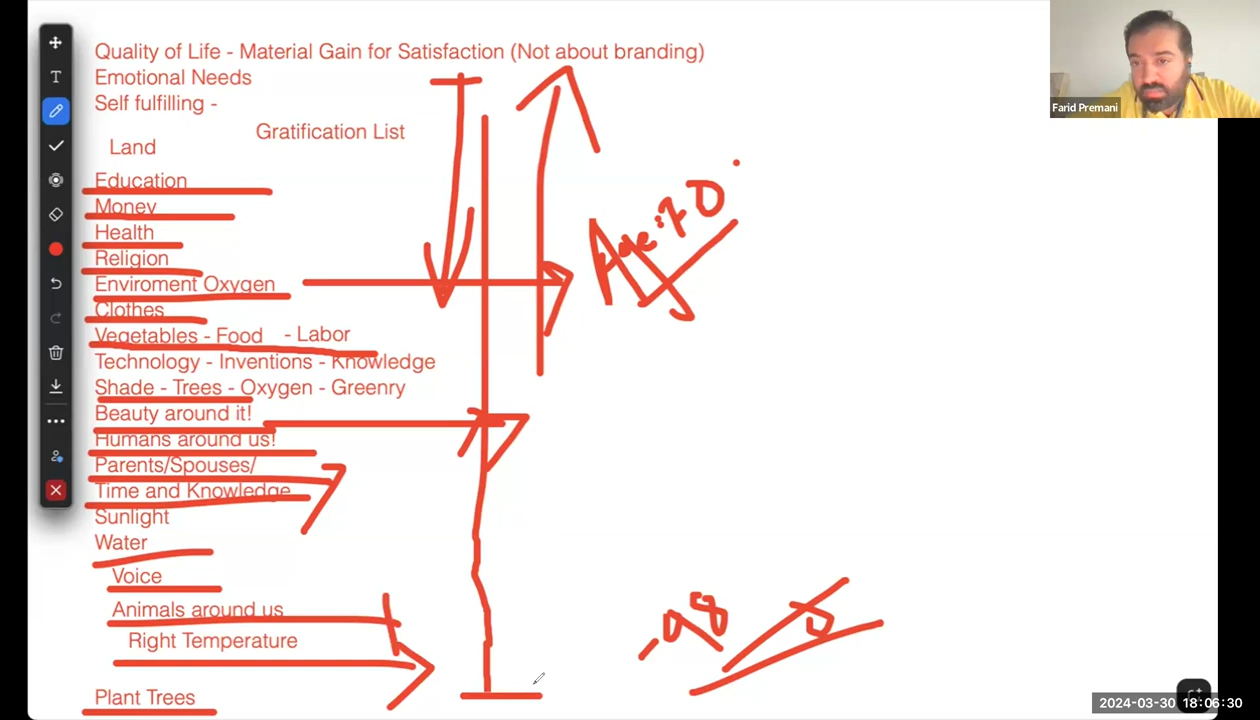 Quality of Life - Material Gain for Satisfaction (Not about branding)
Emotional Needs
Self fulfilling -
Gratification List
Land
Education
Money
Health
Religion
Enviroment Oxygen
Clothes
Vegetables - Food - Labor
Technology - Inventions - Knowledge
Shade - Trees - Oxygen - Greenry
Beauty around it!
Humans around us!
Parents/Spouses/
Time and Knowledge
Sunlight
Water
Voice
Animals around us
Right Temperature
Plant Trees
Age:70
Farid Premani
2024-03-30 18:06:30